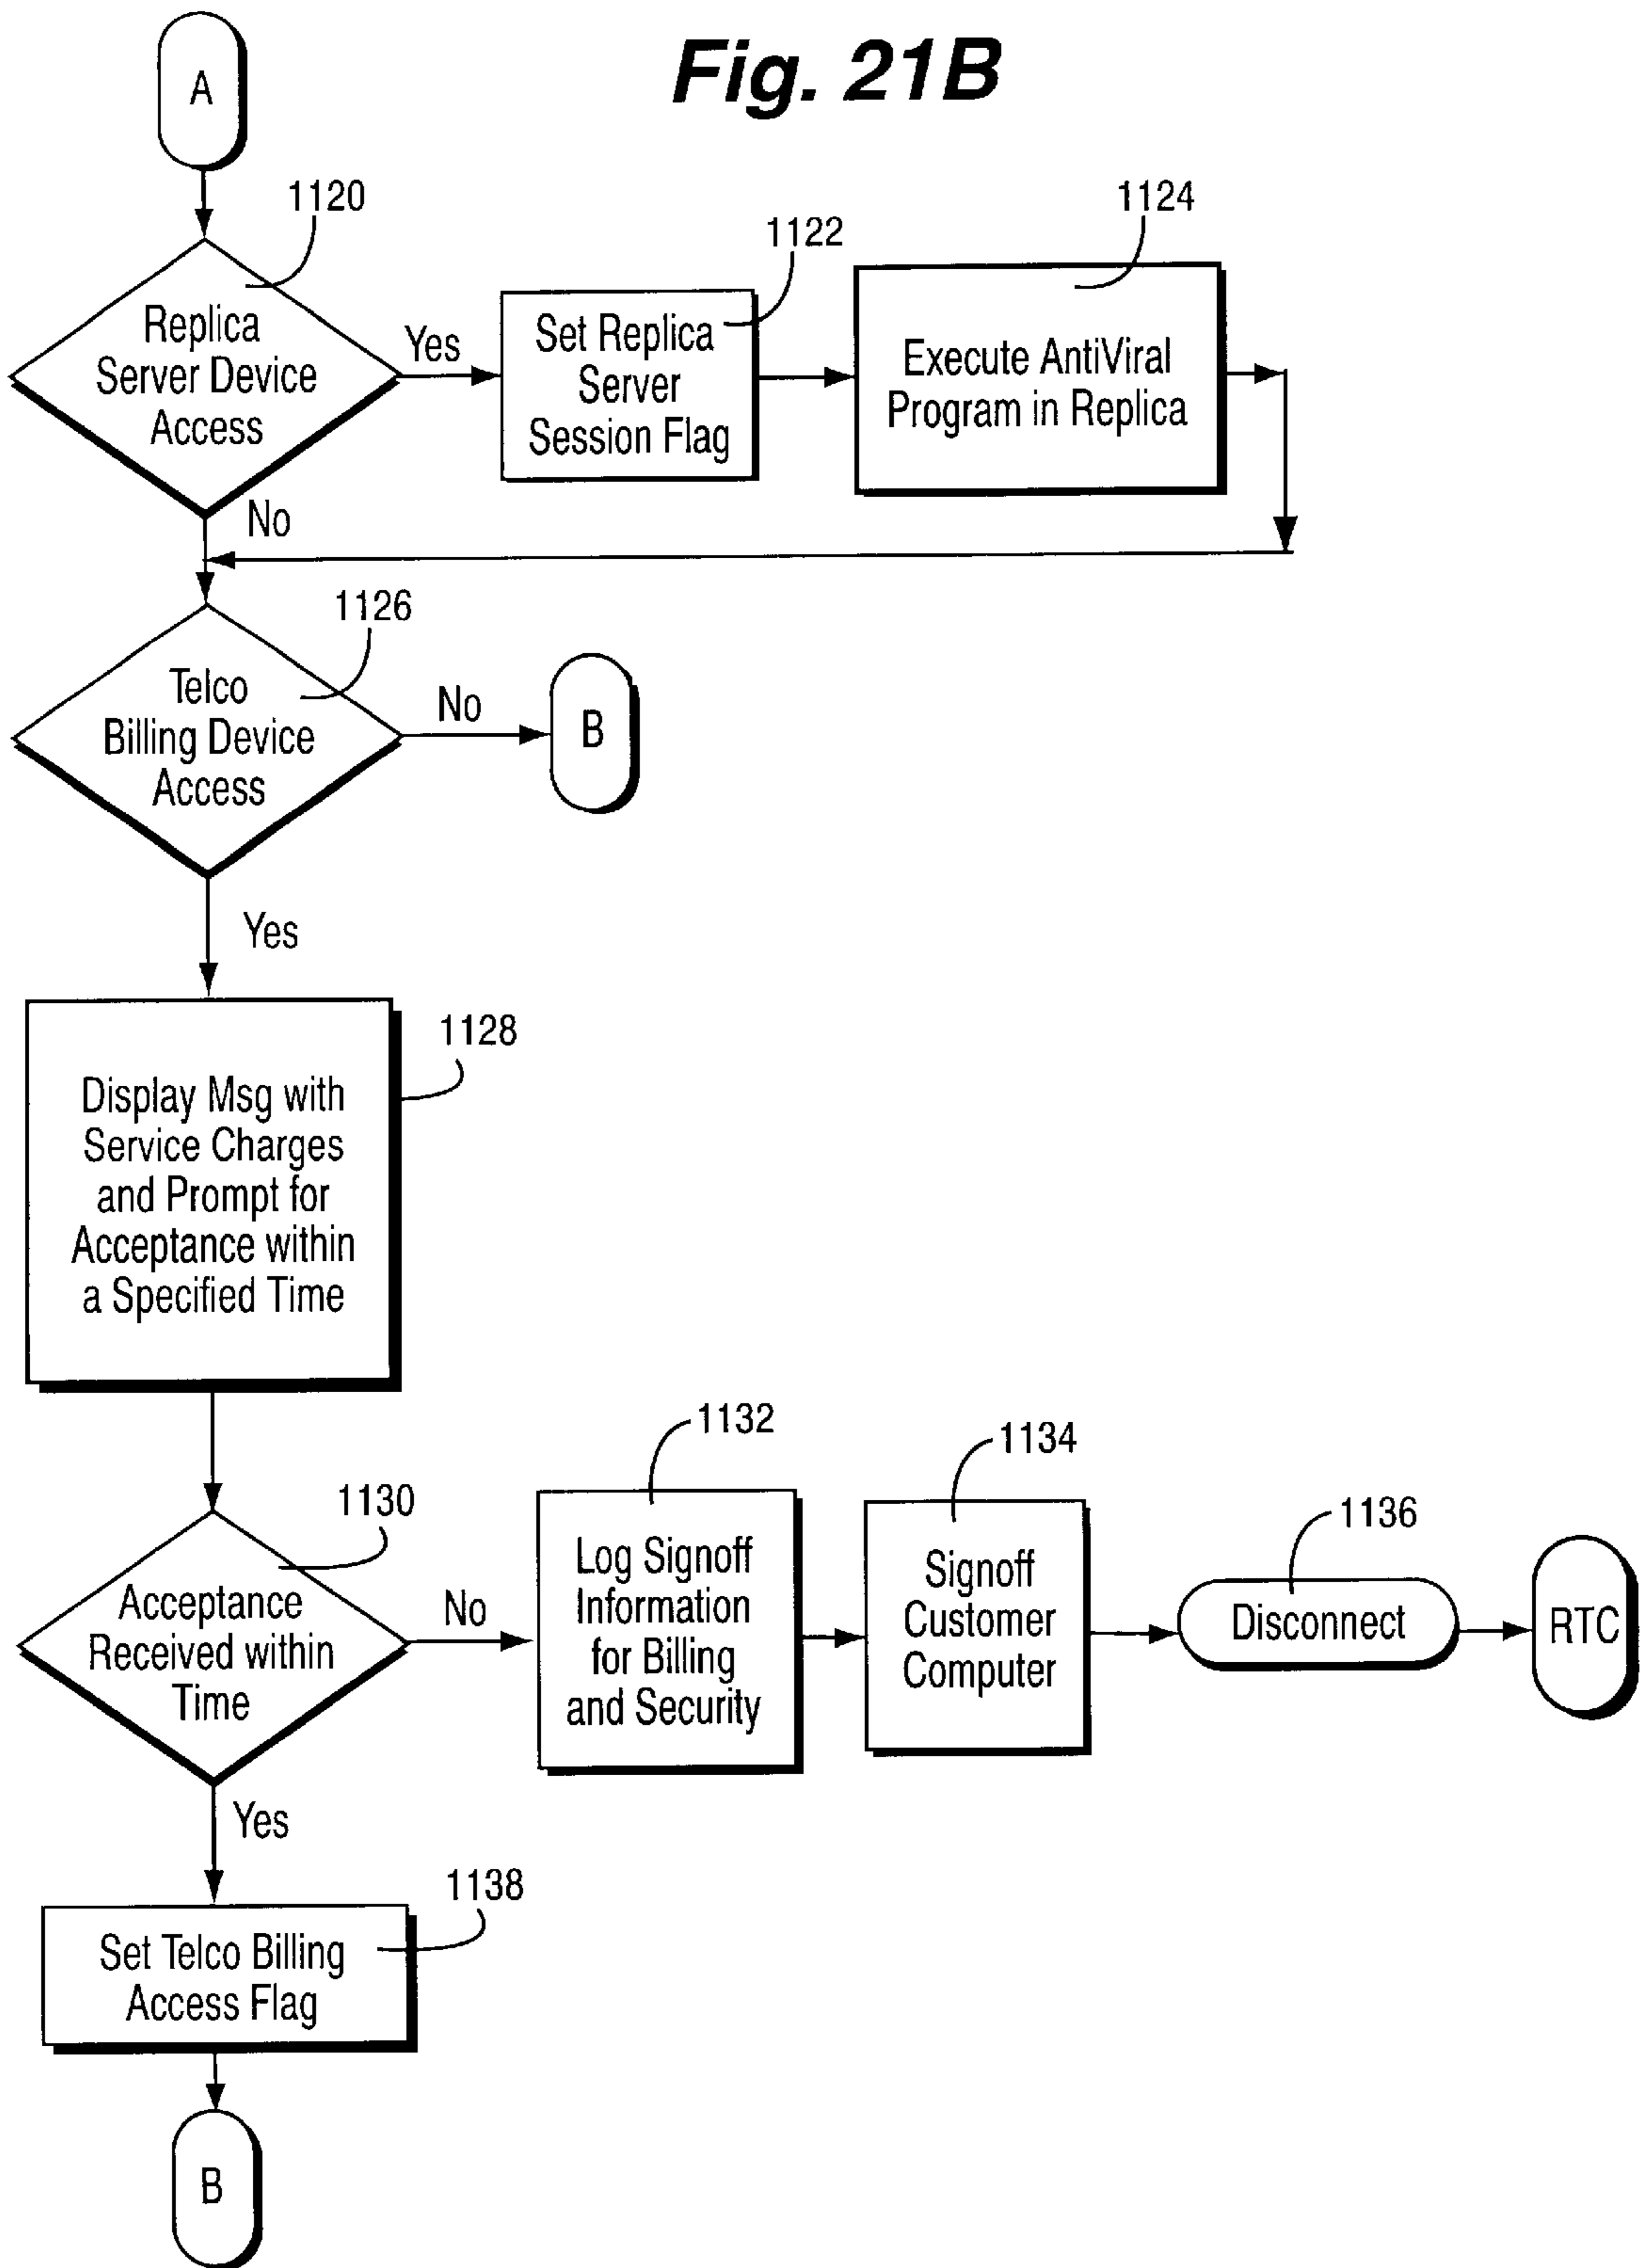 Fig. 21B
A
1120
1122
1124
Replica
Server Device
Access
Yes
Set Replica
Server
Session Flag
Execute AntiViral
Program in Replica
No
1126
Telco
Billing Device
Access
No
B
Yes
1128
Display Msg with
Service Charges
and Prompt for
Acceptance within
a Specified Time
1130
1132
1134
1136
Acceptance
Received within
Time
No
Log Signoff
Information
for Billing
and Security
Signoff
Customer
Computer
Disconnect
RTC
Yes
1138
Set Telco Billing
Access Flag
B